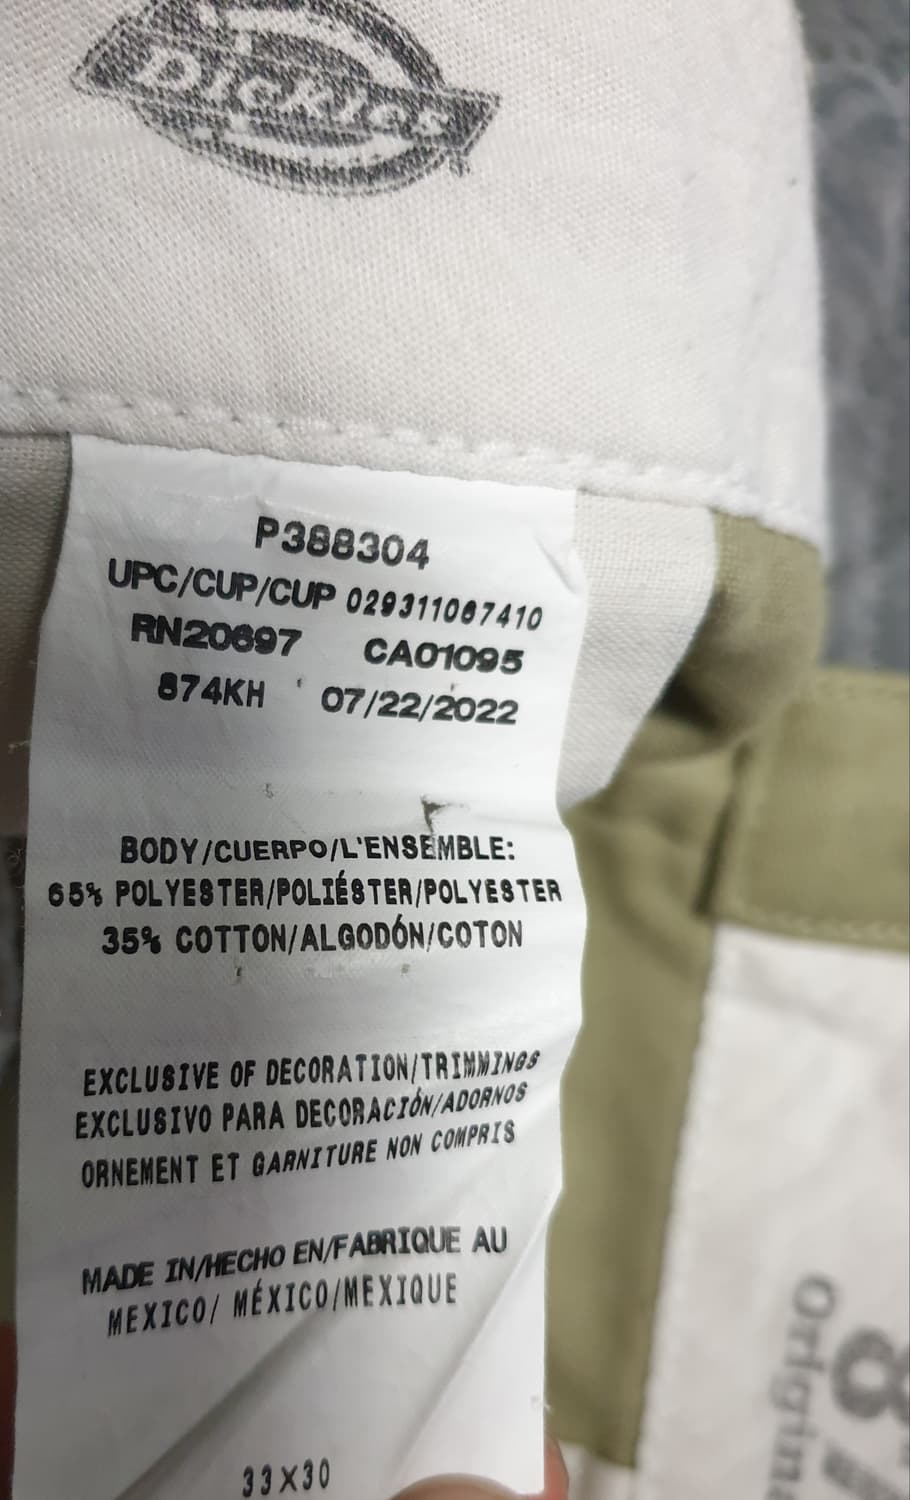 Dickies
P388304
UPC/CUP/CUP 029311067410
RN20697 CA01095
874KH 07/22/2022
BODY/CUERPO/L'ENSEMBLE:
65% POLYESTER/POLIÉSTER/POLYESTER
35% COTTON/ALGODÓN/COTON
EXCLUSIVE OF DECORATION/TRIMMINGS
EXCLUSIVO PARA DECORACIÓN/ADORNOS
ORNEMENT ET GARNITURE NON COMPRIS
MADE IN/HECHO EN/FABRIQUE AU
MEXICO/ MÉXICO/MEXIQUE
33X30